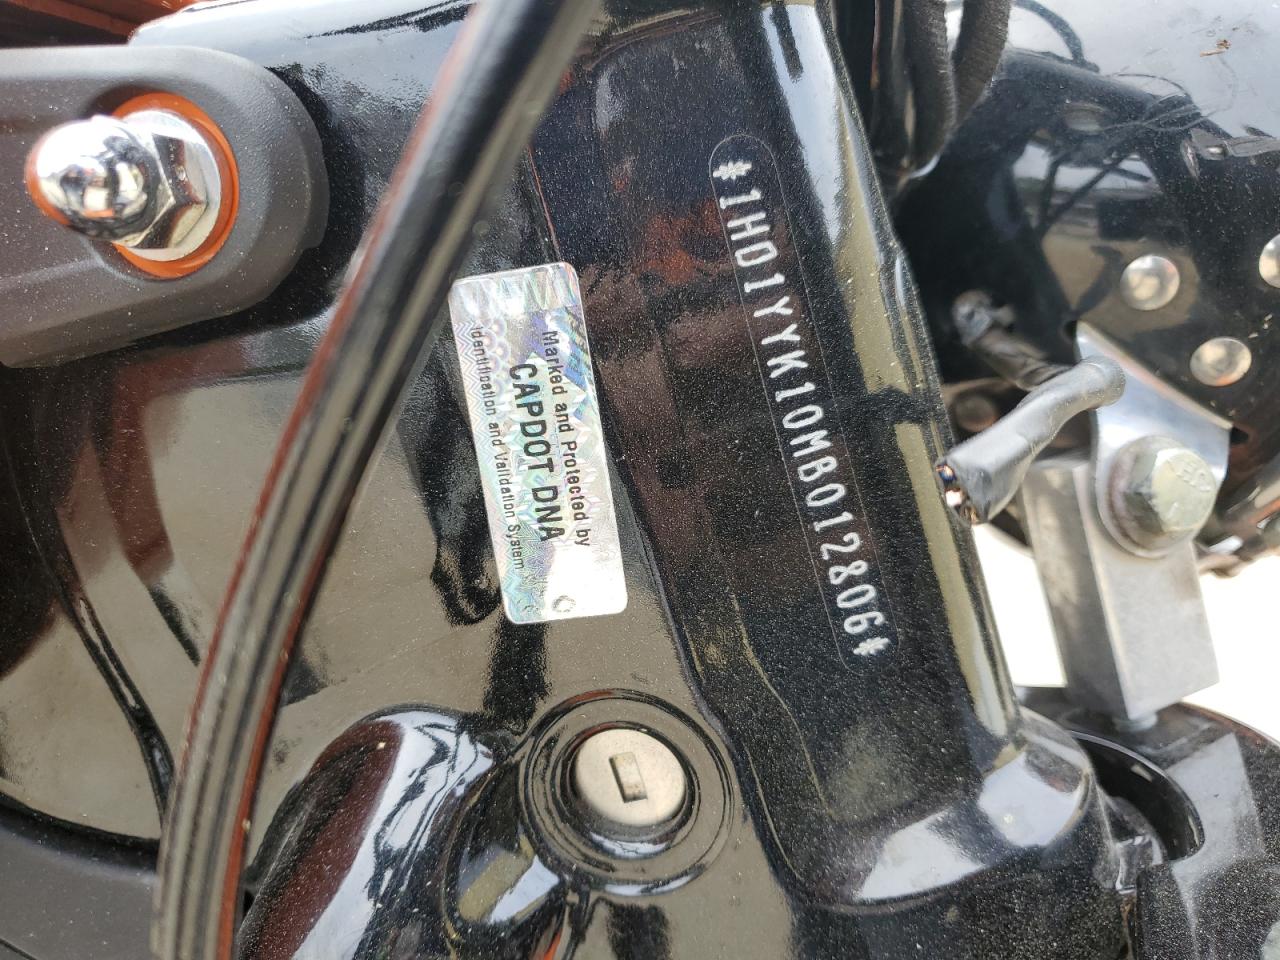 *1HD1YYK10MB012806*
Marked and Protected by
CAPDOT DNA
Identification and Validation System